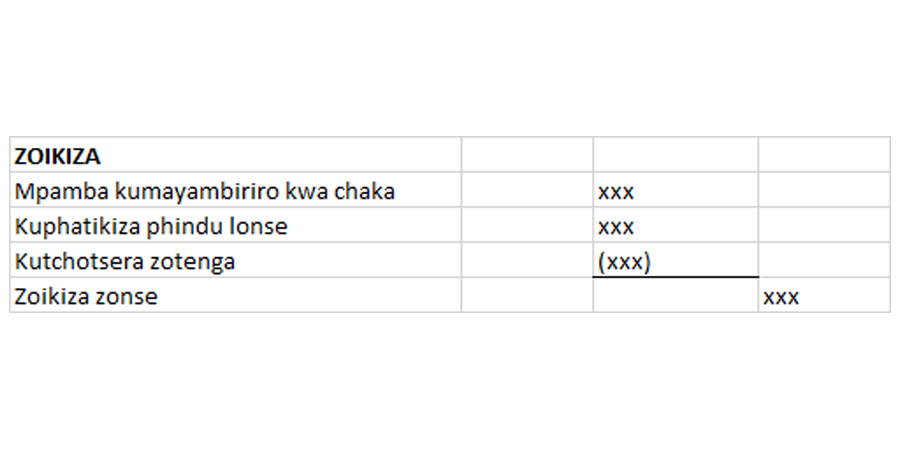 ZOIKIZA
Mpamba kumayambiriro kwa chaka xxx
Kuphatikiza phindu lonse xxx
Kutchotsera zotenga (xxx)
Zoikiza zonse xxx